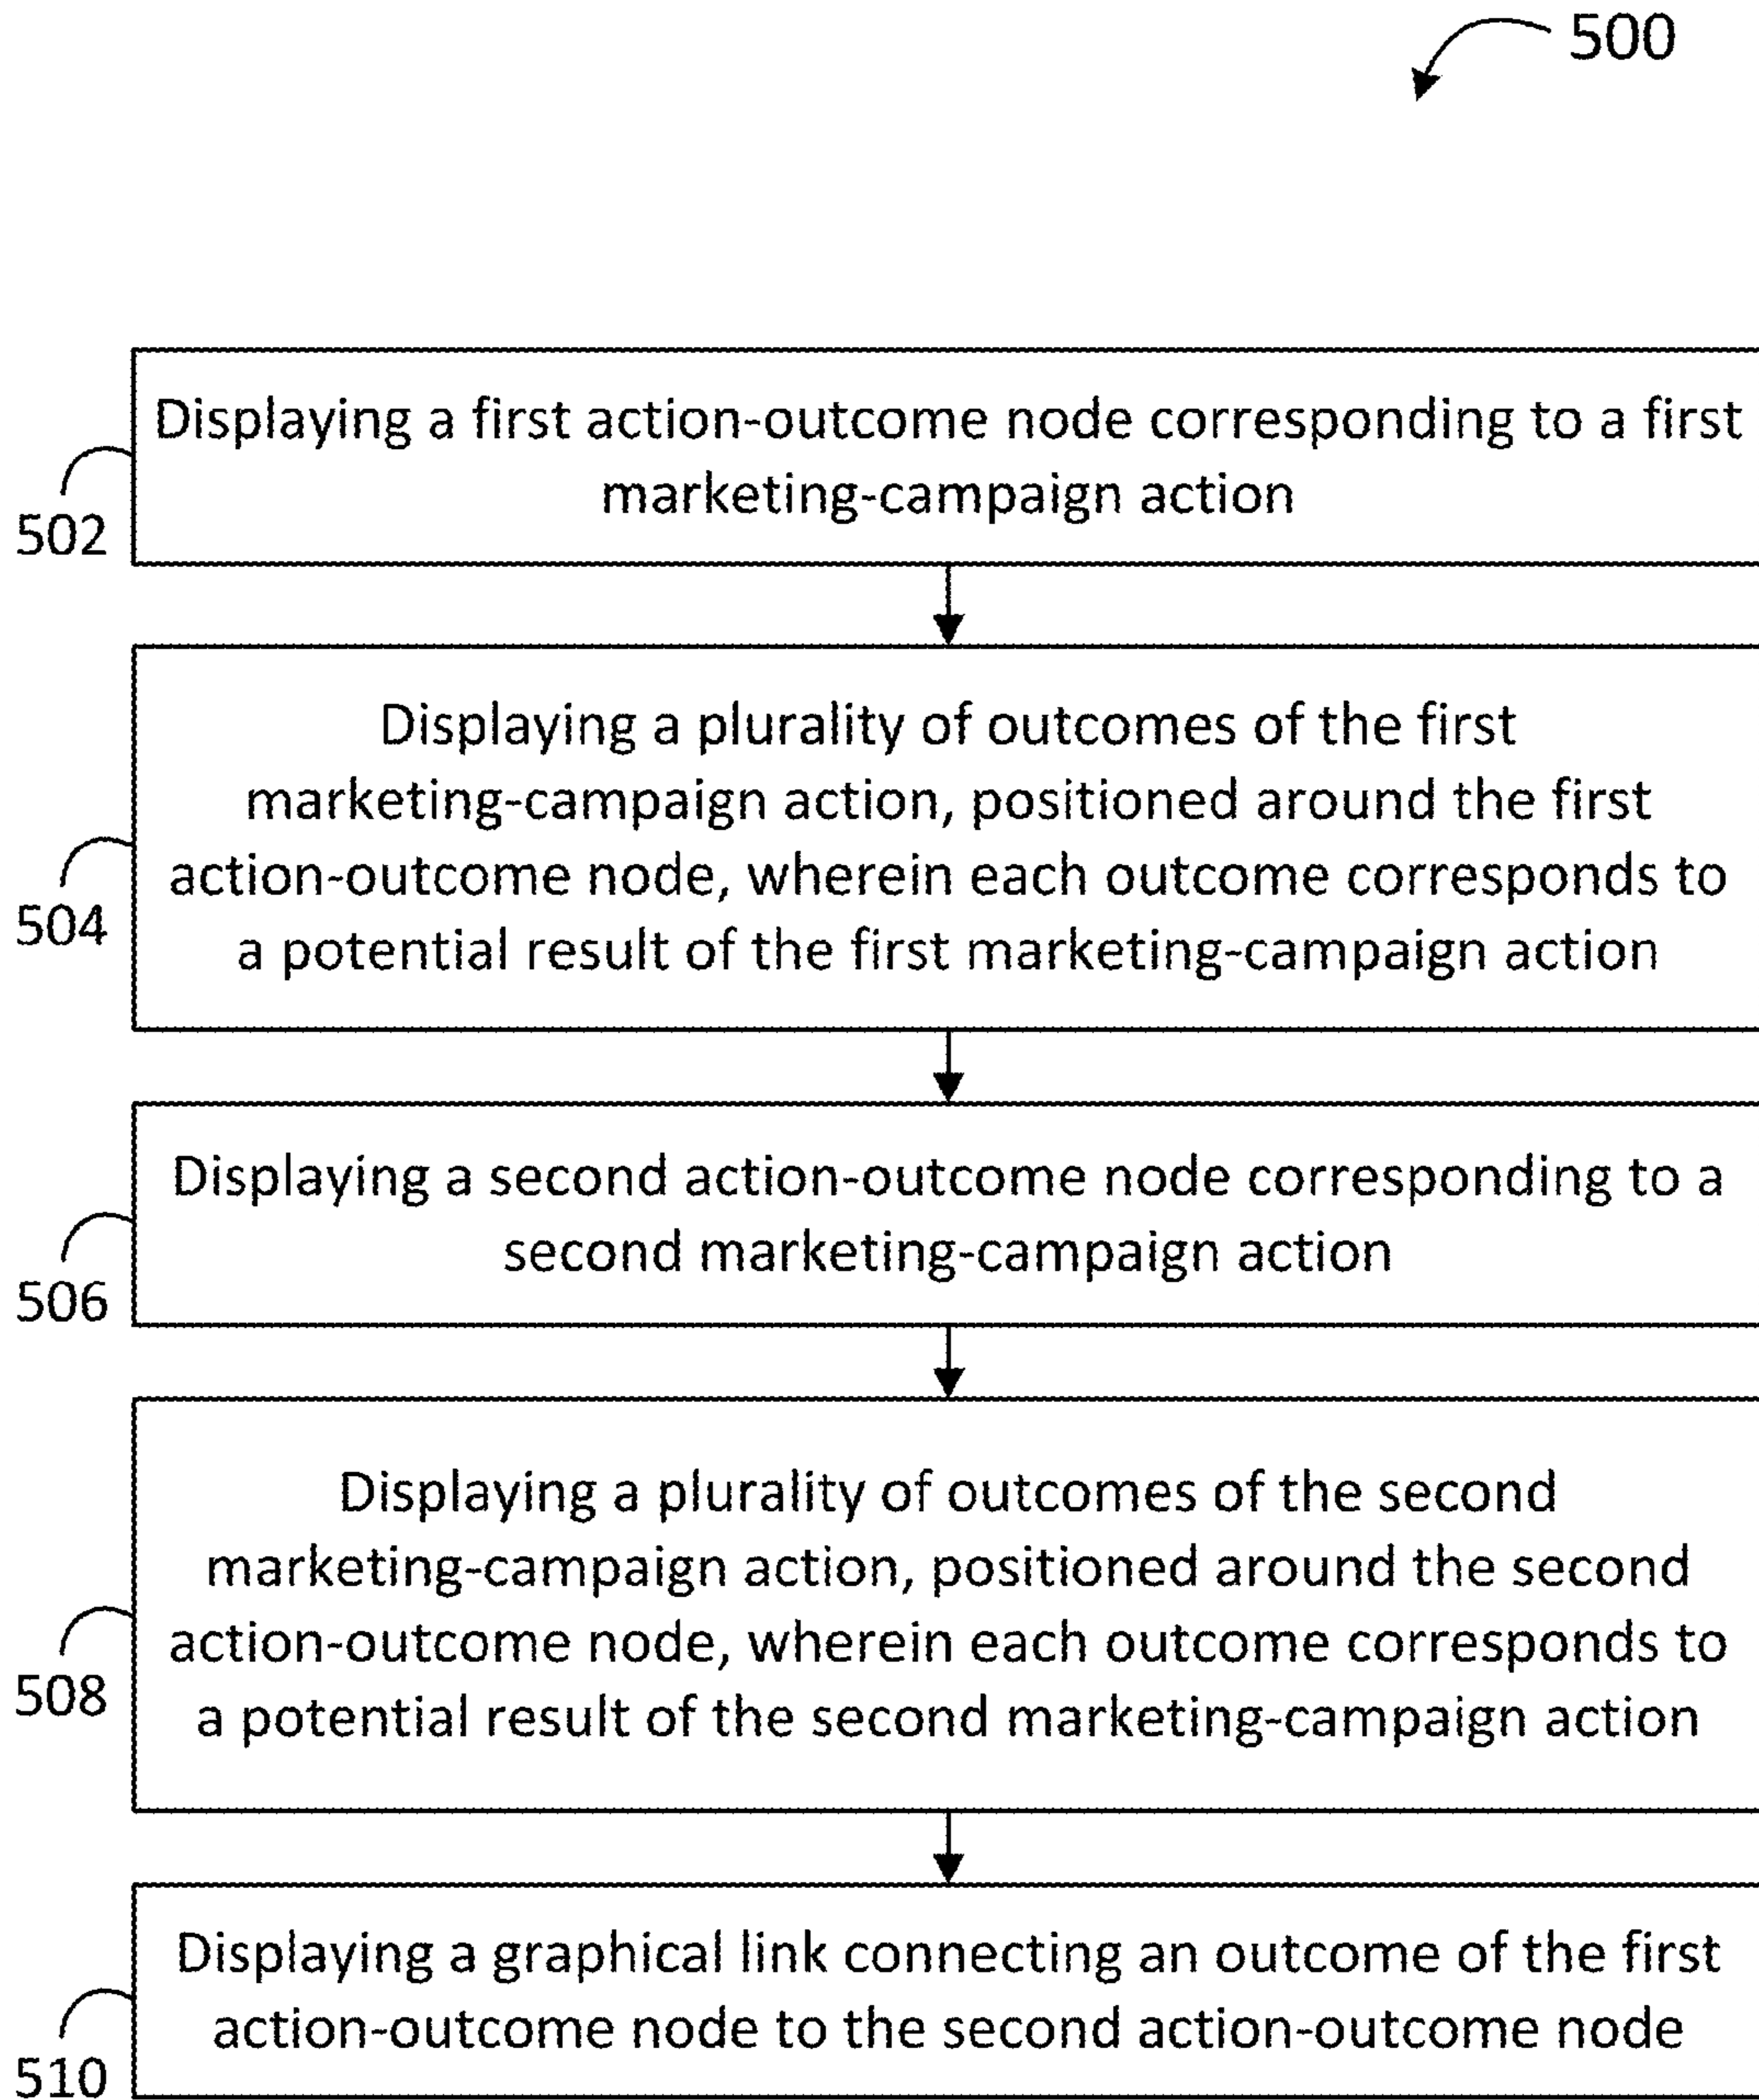 500
Displaying a first action-outcome node corresponding to a first
marketing-campaign action
502
Displaying a plurality of outcomes of the first
marketing-campaign action, positioned around the first
action-outcome node, wherein each outcome corresponds to
a potential result of the first marketing-campaign action
504
Displaying a second action-outcome node corresponding to a
second marketing-campaign action
506
Displaying a plurality of outcomes of the second
marketing-campaign action, positioned around the second
action-outcome node, wherein each outcome corresponds to
a potential result of the second marketing-campaign action
508
Displaying a graphical link connecting an outcome of the first
action-outcome node to the second action-outcome node
510